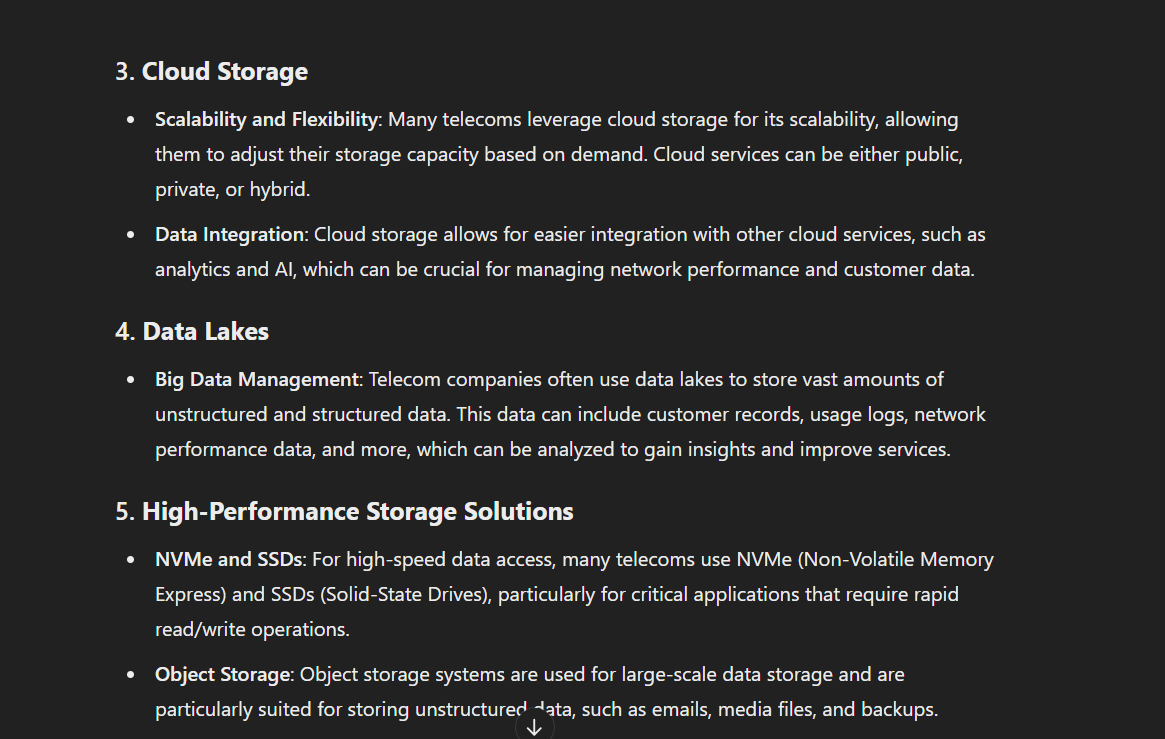 3. Cloud Storage
• Scalability and Flexibility: Many telecoms leverage cloud storage for its scalability, allowing
them to adjust their storage capacity based on demand. Cloud services can be either public,
private, or hybrid.
• Data Integration: Cloud storage allows for easier integration with other cloud services, such as
analytics and AI, which can be crucial for managing network performance and customer data.
4. Data Lakes
• Big Data Management: Telecom companies often use data lakes to store vast amounts of
unstructured and structured data. This data can include customer records, usage logs, network
performance data, and more, which can be analyzed to gain insights and improve services.
5. High-Performance Storage Solutions
• NVMe and SSDs: For high-speed data access, many telecoms use NVMe (Non-Volatile Memory
Express) and SSDs (Solid-State Drives), particularly for critical applications that require rapid
read/write operations.
• Object Storage: Object storage systems are used for large-scale data storage and are
particularly suited for storing unstructured data, such as emails, media files, and backups.